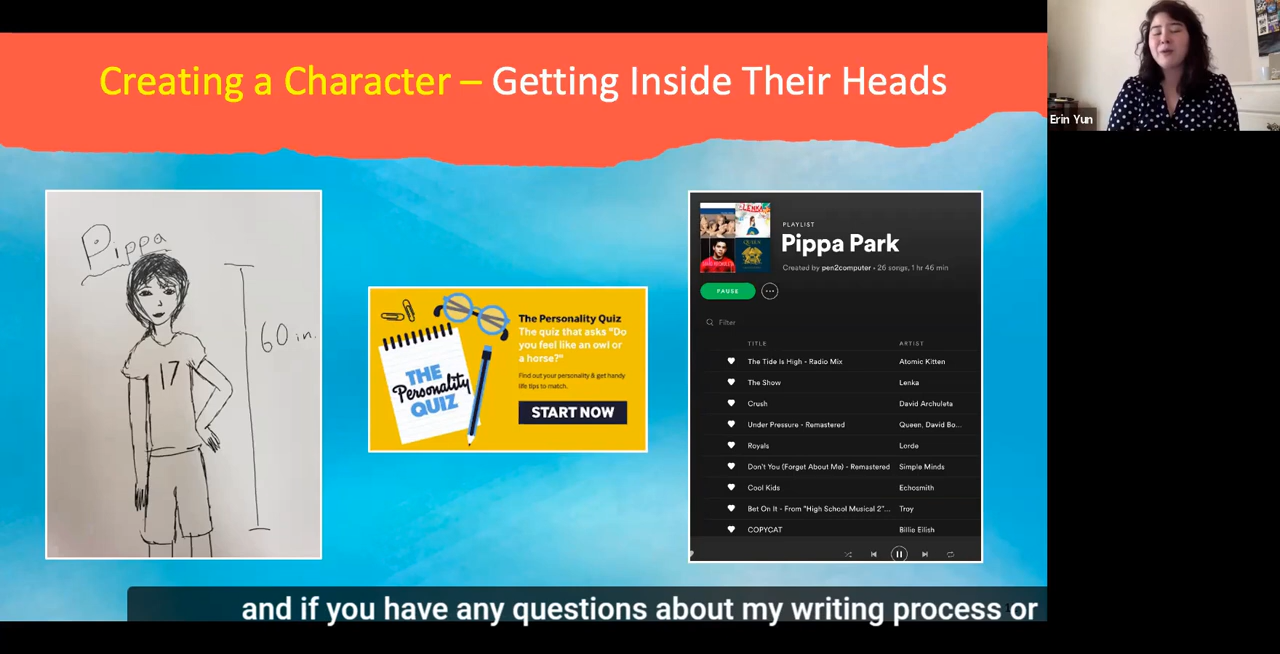 Creating a Character – Getting Inside Their Heads
Erin Yun
Pippa
60 in.
17
THE
Personality
QUIZ
The Personality Quiz
The quiz that asks "Do
you feel like an owl or
a horse?"
Find out your personality & get handy
life tips to match.
START NOW
LENKA
QUEEN
PLAYLIST
Pippa Park
Created by pen2computer • 26 songs, 1 hr 46 min
PAUSE
Filter
TITLE ARTIST
The Tide Is High - Radio Mix Atomic Kitten
The Show Lenka
Crush David Archuleta
Under Pressure - Remastered Queen, David Bo...
Royals Lorde
Don't You (Forget About Me) - Remastered Simple Minds
Cool Kids Echosmith
Bet On It - From "High School Musical 2"... Troy
COPYCAT Billie Eilish
and if you have any questions about my writing process or